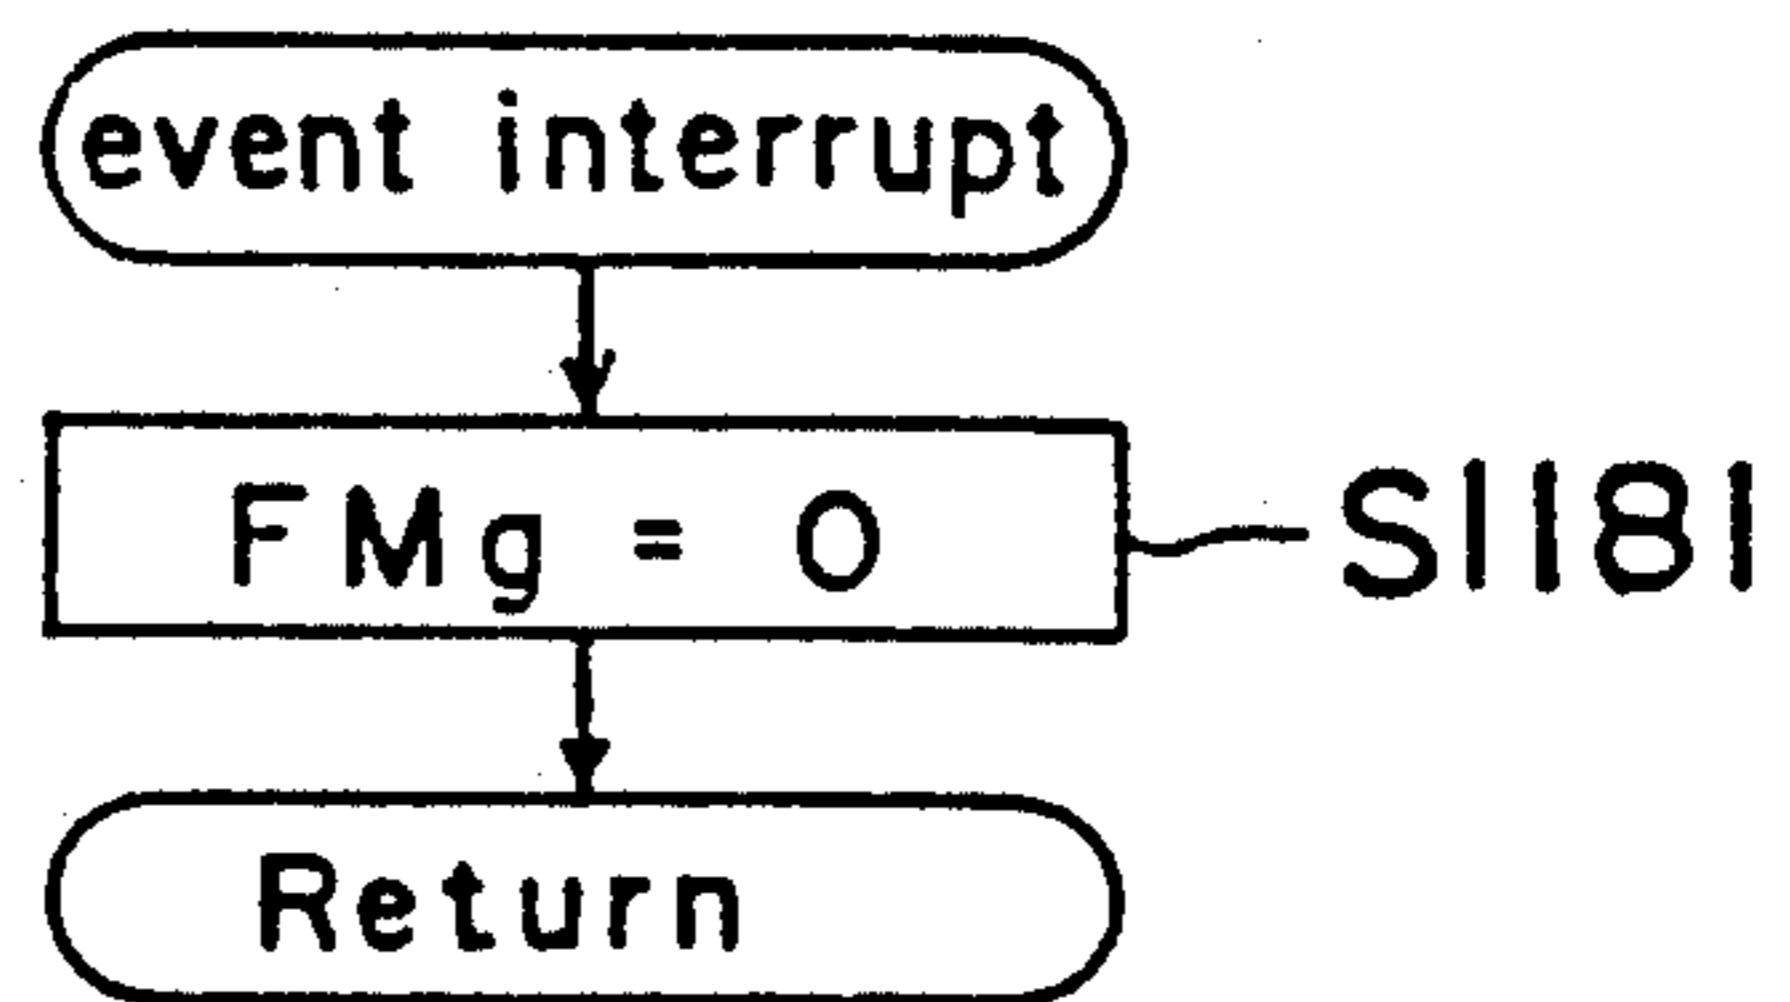 event interrupt
FMg = 0
S1181
Return